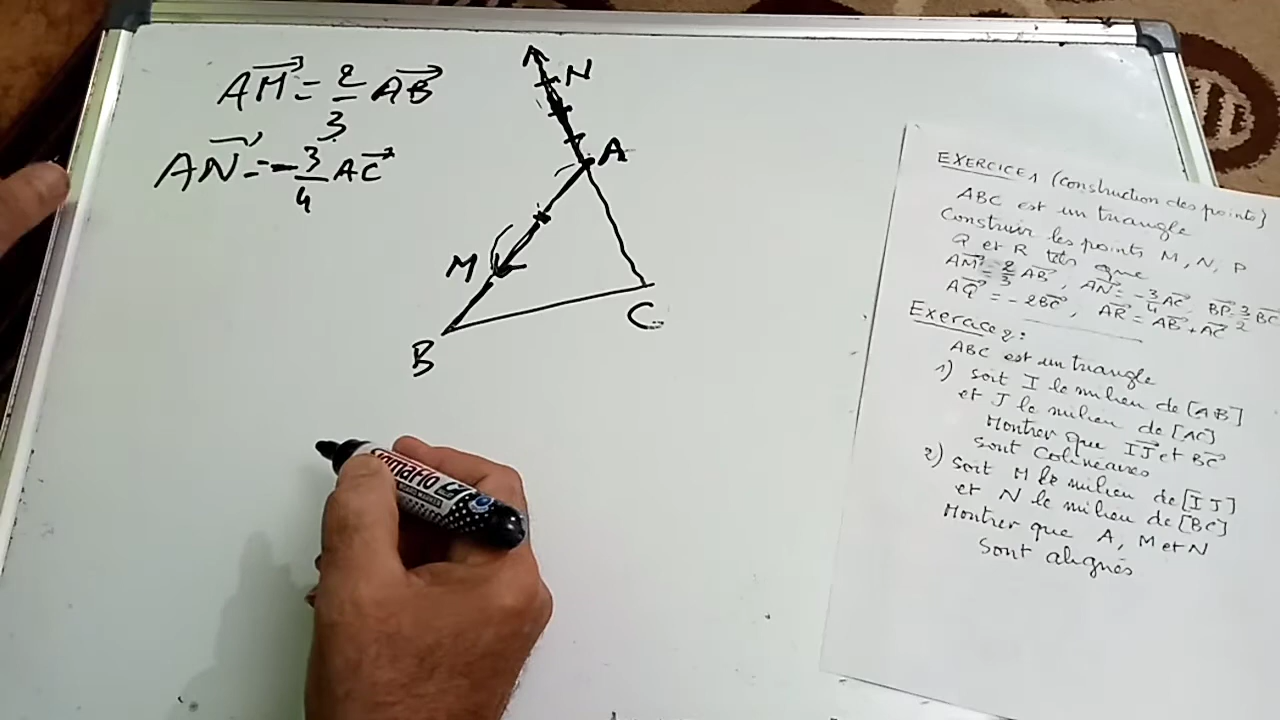 AM = 2/3 AB
AN = -3/4 AC
N
A
M
C
B
EXERCICE 1 (Construction des points)
ABC est un triangle
Construir les points M, N, P
Q et R tels que
AM = 2/3 AB, AN = -3/4 AC, BP = 3/2 BC
AQ = -2BC, AR = AB + AC
Exercice 2:
ABC est un triangle
1) soit I le milieu de [AB]
et J le milieu de [AC]
Montrer que IJ et BC
sont colinéaires
2) soit M le milieu de [IJ]
et N le milieu de [BC]
Montrer que A, M et N
sont alignés